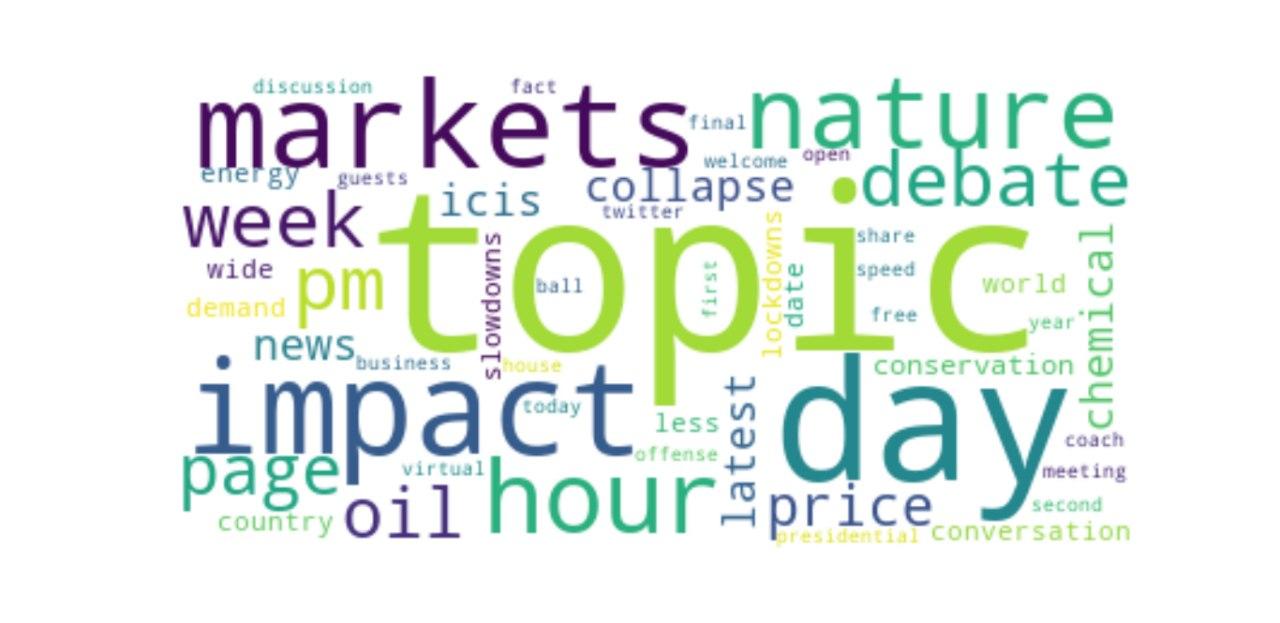 discussion
fact
markets
final
nature
energy
guests
welcome
open
icis
collapse
debate
week
twitter
topic
wide
slowdowns
lockdowns
share
chemical
pm
ball
first
date
speed
world
demand
free
year
news
business
house
conservation
impact
today
less
latest
day
coach
page
virtual
offense
meeting
hour
oil
price
second
country
presidential
conversation